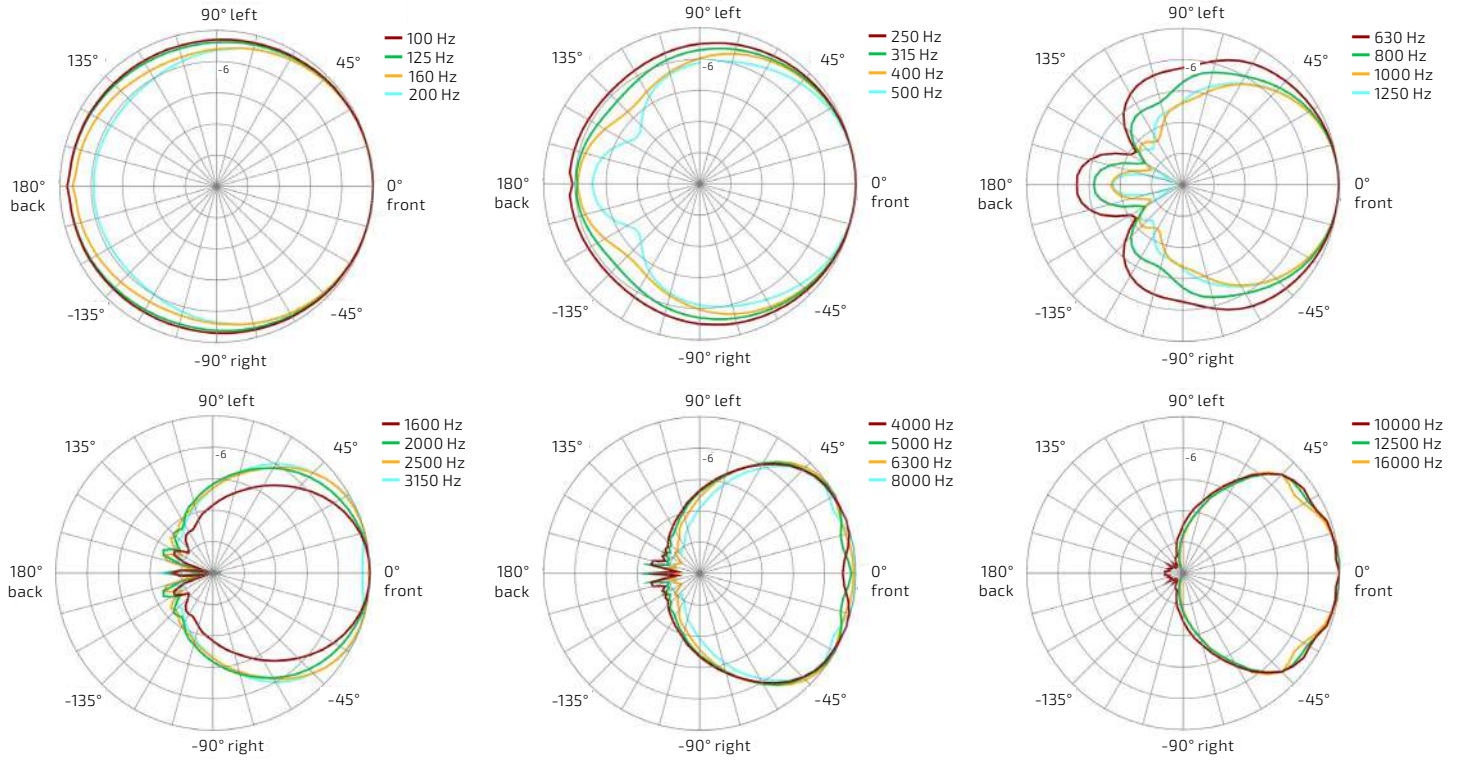 90° left
135°
45°
-6
180°
back
0°
front
-135°
-45°
-90° right
100 Hz
125 Hz
160 Hz
200 Hz
90° left
135°
45°
-6
180°
back
0°
front
-135°
-45°
-90° right
250 Hz
315 Hz
400 Hz
500 Hz
90° left
135°
45°
-6
180°
back
0°
front
-135°
-45°
-90° right
630 Hz
800 Hz
1000 Hz
1250 Hz
90° left
135°
45°
-6
180°
back
0°
front
-135°
-45°
-90° right
1600 Hz
2000 Hz
2500 Hz
3150 Hz
90° left
135°
45°
-6
180°
back
0°
front
-135°
-45°
-90° right
4000 Hz
5000 Hz
6300 Hz
8000 Hz
90° left
135°
45°
-6
180°
back
0°
front
-135°
-45°
-90° right
10000 Hz
12500 Hz
16000 Hz